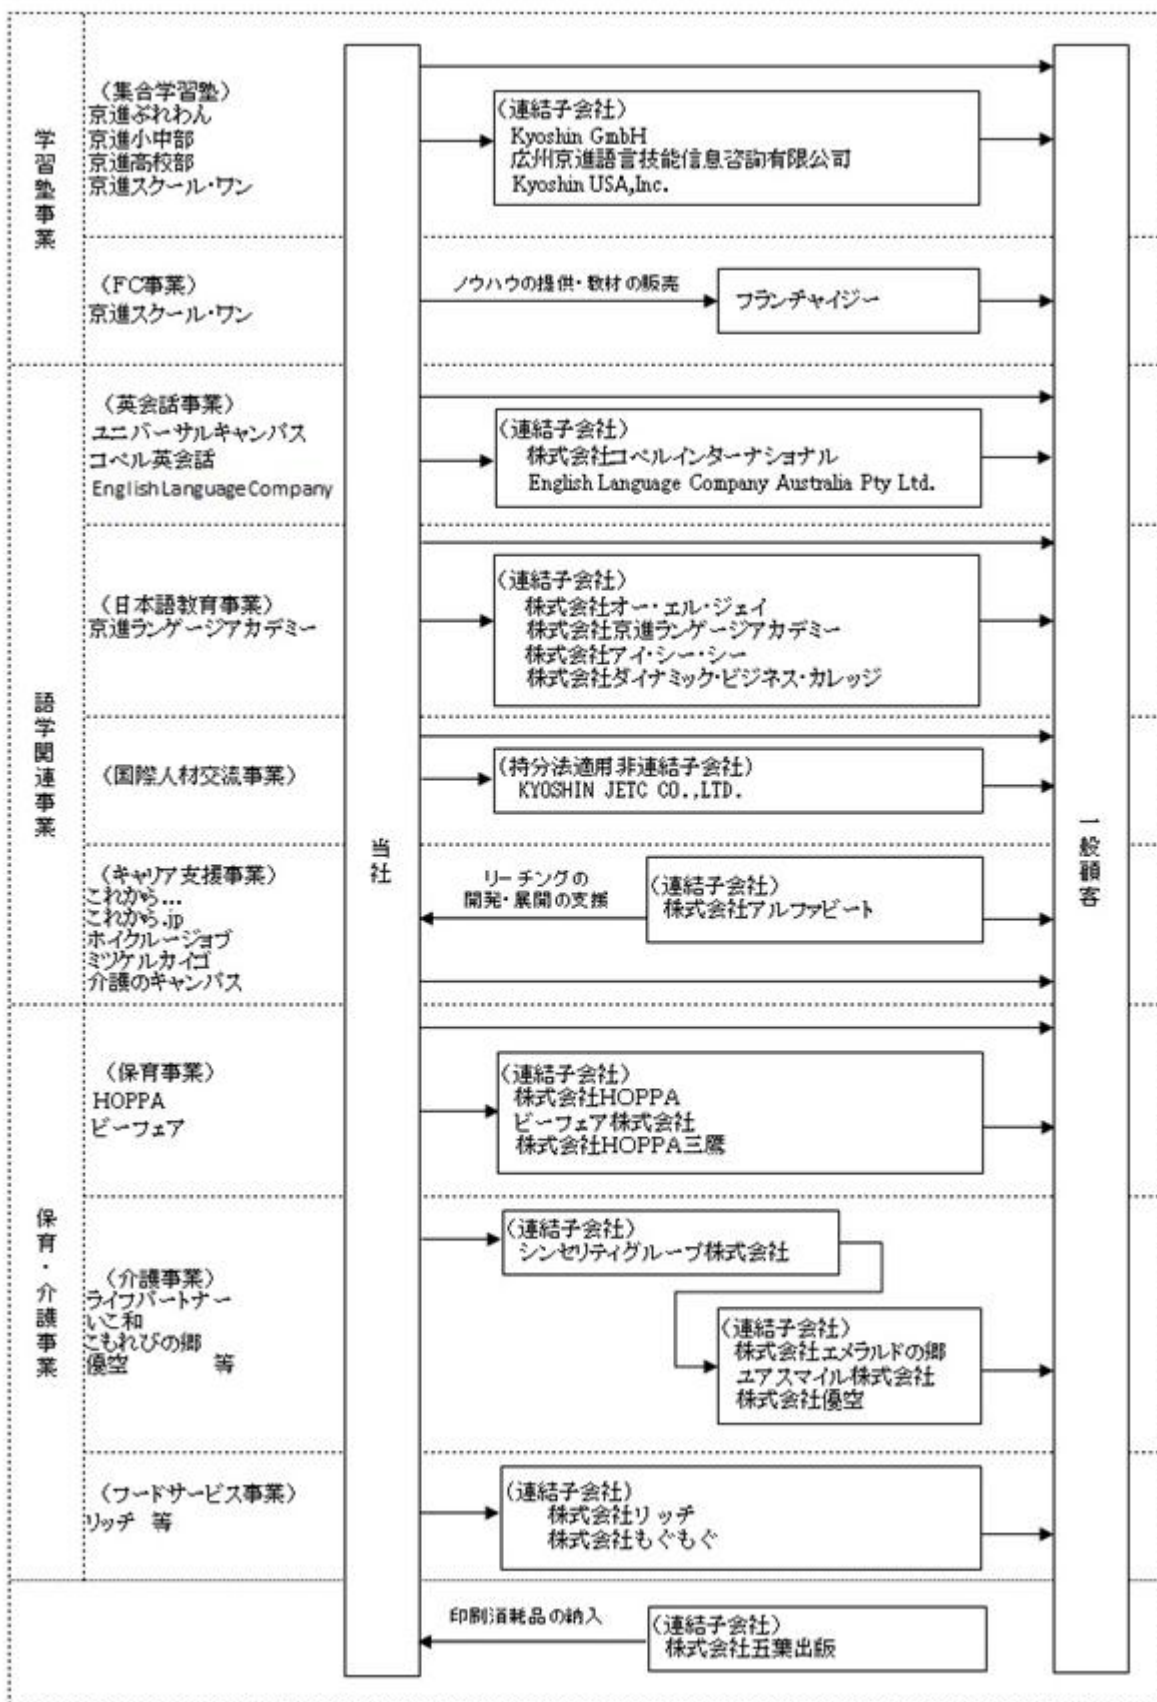 学習塾事業
（集合学習塾）
京進ぷれわん
京進小中部
京進高校部
京進スクール・ワン
（連結子会社）
Kyoshin GmbH
広州京進語言技能信息咨詢有限公司
Kyoshin USA,Inc.
（FC事業）
京進スクール・ワン
ノウハウの提供・教材の販売
フランチャイジー
語学関連事業
（英会話事業）
ユニバーサルキャンパス
コペル英会話
English Language Company
（連結子会社）
株式会社コペルインターナショナル
English Language Company Australia Pty Ltd.
（日本語教育事業）
京進ランゲージアカデミー
（連結子会社）
株式会社オー・エル・ジェイ
株式会社京進ランゲージアカデミー
株式会社アイ・シー・シー
株式会社ダイナミック・ビジネス・カレッジ
（国際人材交流事業）
（持分法適用非連結子会社）
KYOSHIN JETC CO.,LTD.
（キャリア支援事業）
これから...
これから.jp
ホイクルージョブ
ミツケルカイゴ
介護のキャンパス
リーチングの
開発・展開の支援
（連結子会社）
株式会社アルファビート
当社
一般顧客
保育・介護事業
（保育事業）
HOPPA
ビーフェア
（連結子会社）
株式会社HOPPA
ビーフェア株式会社
株式会社HOPPA三鷹
（介護事業）
ライフパートナー
いこ和
こもれびの郷
優空　　　　等
（連結子会社）
シンセリティグループ株式会社
（連結子会社）
株式会社エメラルドの郷
ユアスマイル株式会社
株式会社優空
（フードサービス事業）
リッチ 等
（連結子会社）
株式会社リッチ
株式会社もぐもぐ
印刷消耗品の納入
（連結子会社）
株式会社五葉出版